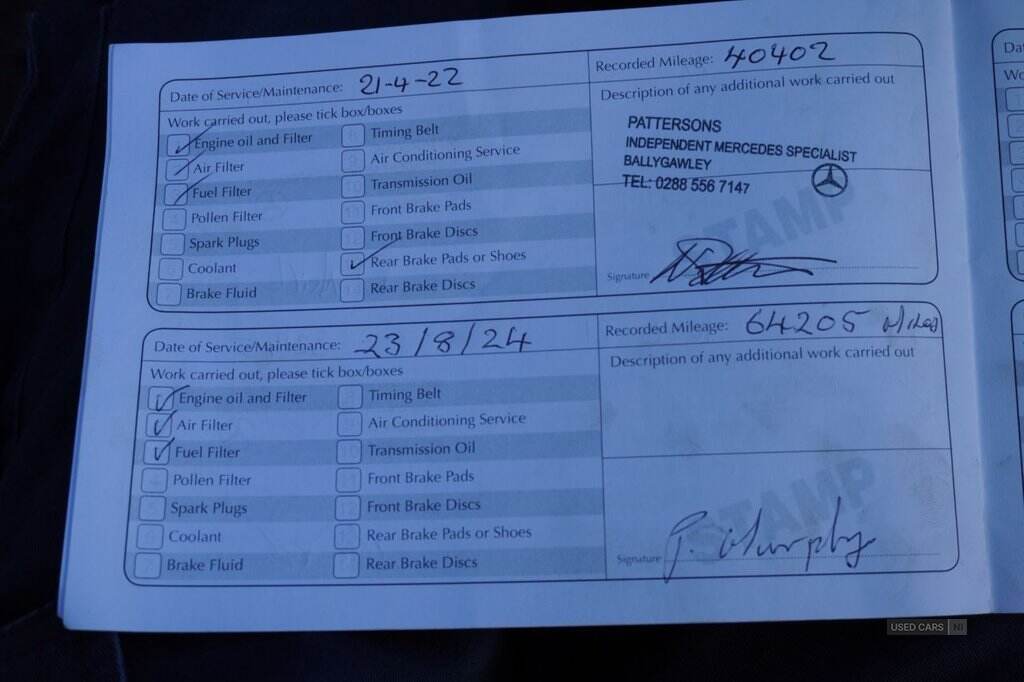 Date of Service/Maintenance: 21-4-22
Recorded Mileage: 40402
Work carried out, please tick box/boxes
Description of any additional work carried out
Engine oil and Filter
Timing Belt
Air Filter
Air Conditioning Service
Fuel Filter
Transmission Oil
Pollen Filter
Front Brake Pads
Spark Plugs
Front Brake Discs
Coolant
Rear Brake Pads or Shoes
Brake Fluid
Rear Brake Discs
PATTERSONS
INDEPENDENT MERCEDES SPECIALIST
BALLYGAWLEY
TEL: 0288 556 7147
STAMP
Signature
Date of Service/Maintenance: 23/8/24
Recorded Mileage: 64205 Miles
Work carried out, please tick box/boxes
Description of any additional work carried out
Engine oil and Filter
Timing Belt
Air Filter
Air Conditioning Service
Fuel Filter
Transmission Oil
Pollen Filter
Front Brake Pads
Spark Plugs
Front Brake Discs
Coolant
Rear Brake Pads or Shoes
Brake Fluid
Rear Brake Discs
STAMP
Signature G. Murphy
Da
Wo
USED CARS NI